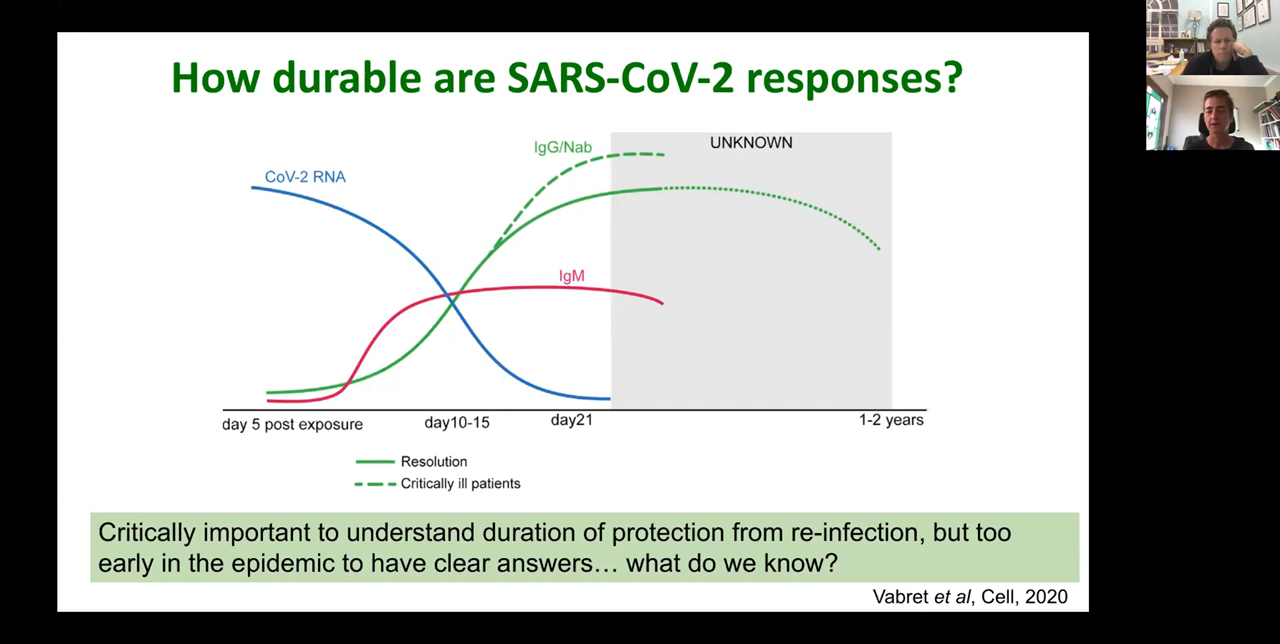 How durable are SARS-CoV-2 responses?
IgG/Nab
UNKNOWN
CoV-2 RNA
IgM
day 5 post exposure
day10-15
day21
1-2 years
Resolution
Critically ill patients
Critically important to understand duration of protection from re-infection, but too
early in the epidemic to have clear answers… what do we know?
Vabret et al, Cell, 2020